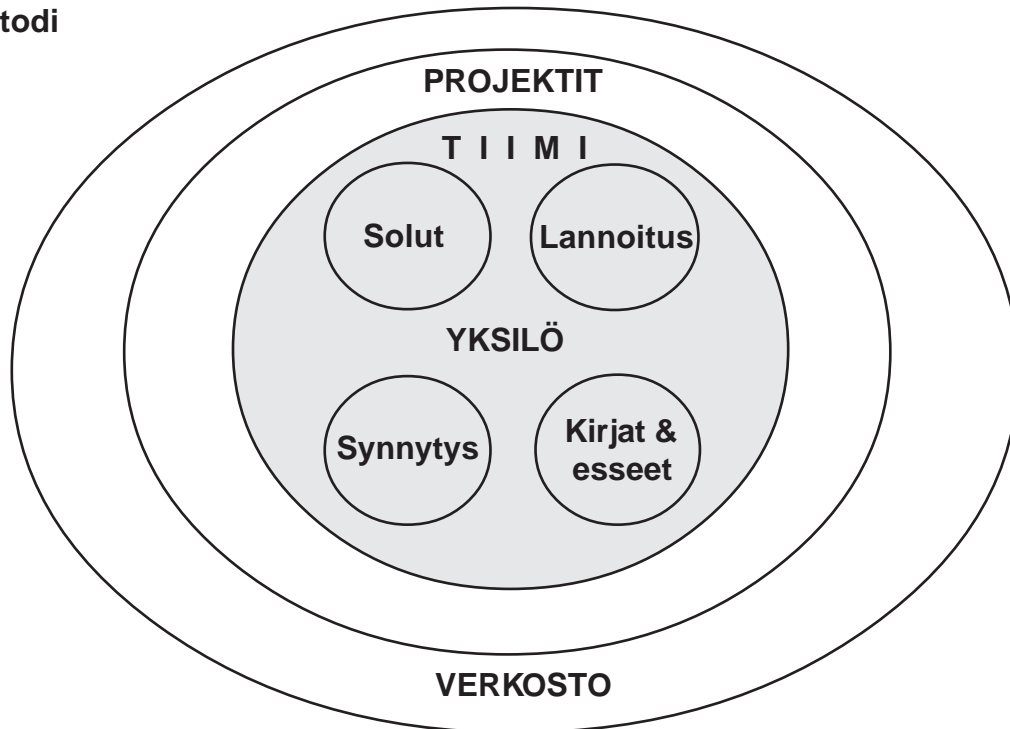 todi
PROJEKTIT
T I I M I
Solut
Lannoitus
YKSILÖ
Synnytys
Kirjat &
esseet
VERKOSTO